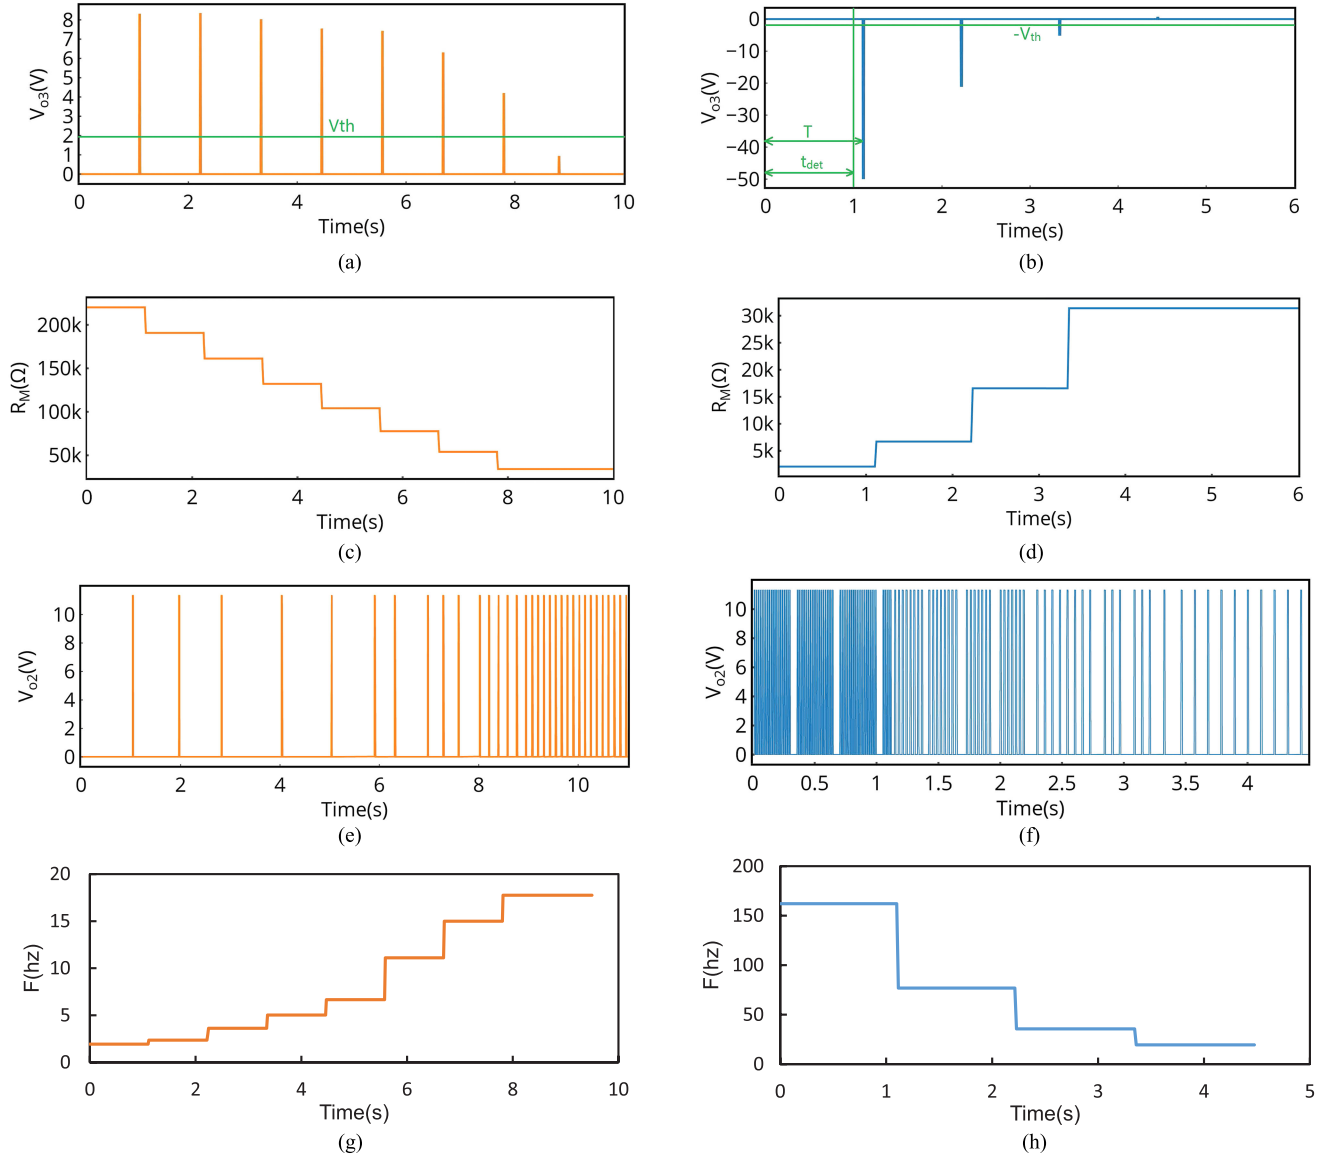 8
7
6
5
4
3
2
1
0
V_o3(V)
Vth
0 2 4 6 8 10
Time(s)
(a)
0
−10
−20
−30
−40
−50
V_o3(V)
-V_th
T
t_det
0 1 2 3 4 5 6
Time(s)
(b)
200k
150k
100k
50k
R_M(Ω)
0 2 4 6 8 10
Time(s)
(c)
30k
25k
20k
15k
10k
5k
R_M(Ω)
0 1 2 3 4 5 6
Time(s)
(d)
10
8
6
4
2
0
V_o2(V)
0 2 4 6 8 10
Time(s)
(e)
10
8
6
4
2
0
V_o2(V)
0 0.5 1 1.5 2 2.5 3 3.5 4
Time(s)
(f)
20
15
10
5
0
F(hz)
0 2 4 6 8 10
Time(s)
(g)
200
150
100
50
0
F(hz)
0 1 2 3 4 5
Time(s)
(h)